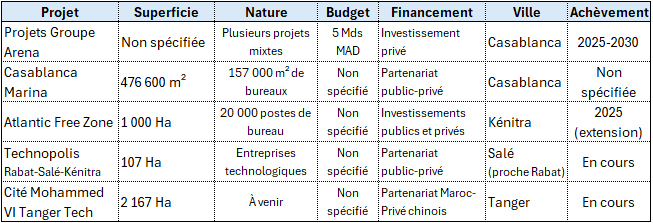 Projet Superficie Nature Budget Financement Ville Achèvement
Projets Groupe Arena Non spécifiée Plusieurs projets mixtes 5 Mds MAD Investissement privé Casablanca 2025-2030
Casablanca Marina 476 600 m² 157 000 m² de bureaux Non spécifié Partenariat public-privé Casablanca Non spécifiée
Atlantic Free Zone 1 000 Ha 20 000 postes de bureau Non spécifié Investissements publics et privés Kénitra 2025 (extension)
Technopolis Rabat-Salé-Kénitra 107 Ha Entreprises technologiques Non spécifié Partenariat public-privé Salé (proche Rabat) En cours
Cité Mohammed VI Tanger Tech 2 167 Ha À venir Non spécifié Partenariat Maroc-Privé chinois Tanger En cours